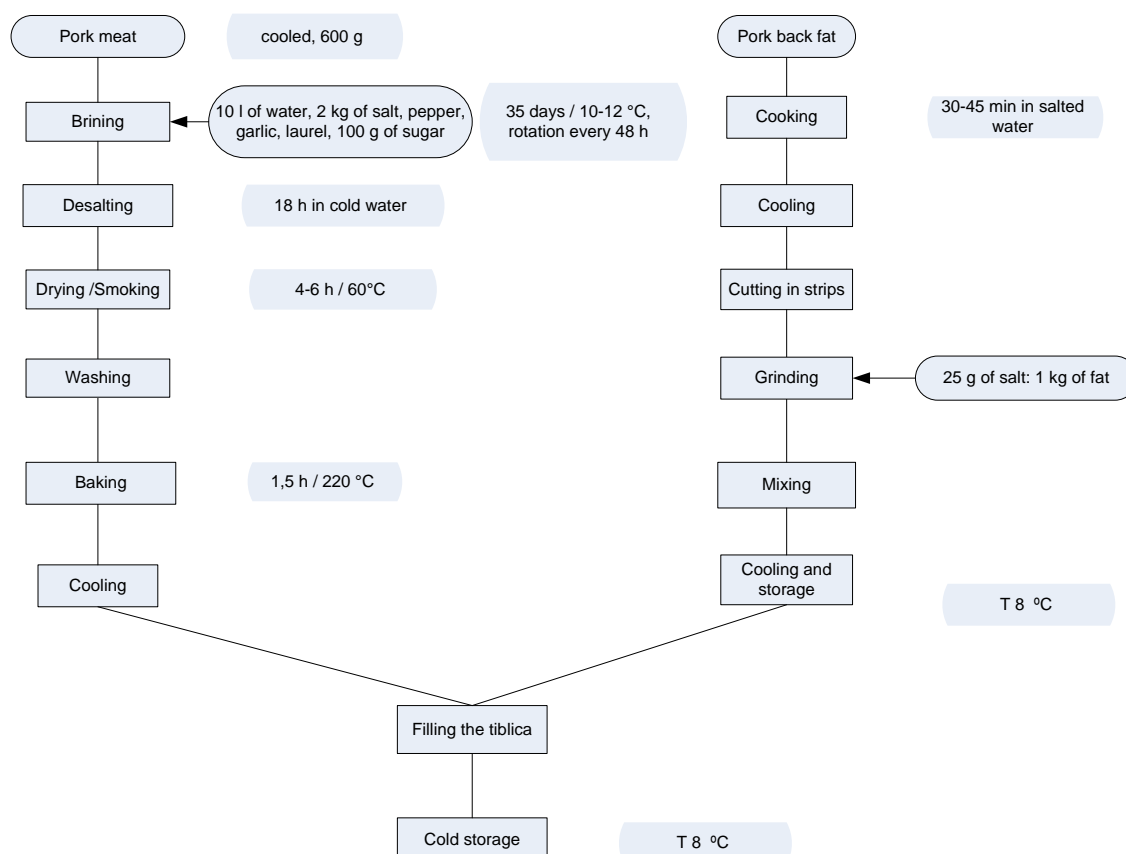 Pork meat
cooled, 600 g
Pork back fat
Brining
10 l of water, 2 kg of salt, pepper,
garlic, laurel, 100 g of sugar
35 days / 10-12 °C,
rotation every 48 h
Cooking
30-45 min in salted
water
Desalting
18 h in cold water
Cooling
Drying /Smoking
4-6 h / 60°C
Cutting in strips
Washing
Grinding
25 g of salt: 1 kg of fat
Baking
1,5 h / 220 °C
Mixing
Cooling
Cooling and
storage
T 8 ºC
Filling the tiblica
Cold storage
T 8 ºC